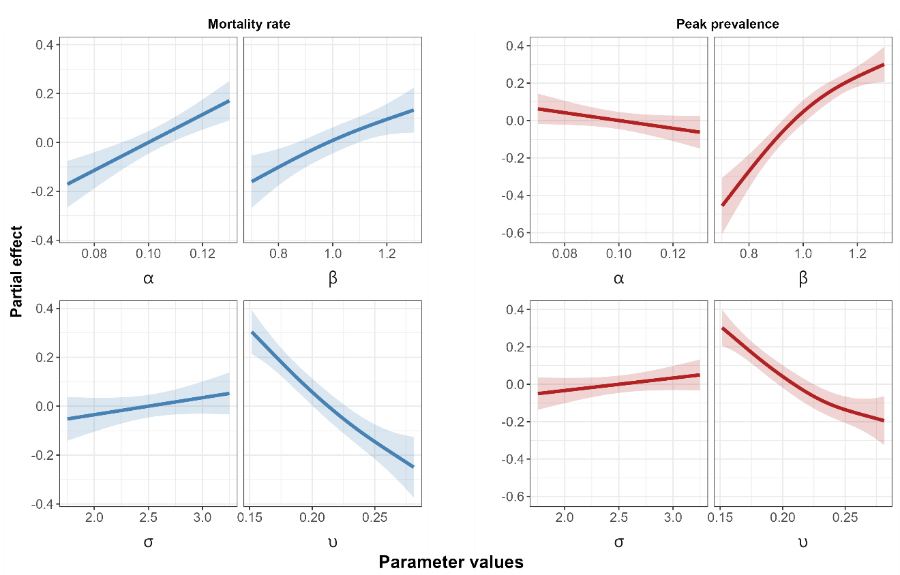 Mortality rate
Peak prevalence
0.4
0.2
0.0
-0.2
-0.4
0.08 0.10 0.12
α
0.8 1.0 1.2
β
0.4
0.2
0.0
-0.2
-0.4
-0.6
0.08 0.10 0.12
α
0.8 1.0 1.2
β
Partial effect
0.4
0.2
0.0
-0.2
-0.4
2.0 2.5 3.0
σ
0.15 0.20 0.25
υ
0.4
0.2
0.0
-0.2
-0.4
-0.6
2.0 2.5 3.0
σ
0.15 0.20 0.25
υ
Parameter values